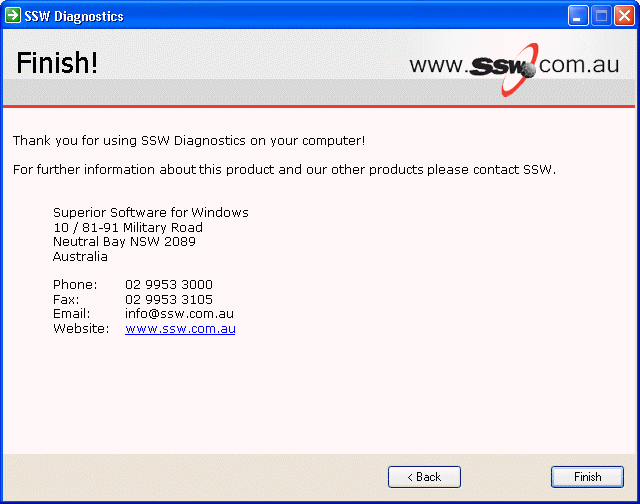 SSW Diagnostics
Finish!
www.SSW.com.au
Thank you for using SSW Diagnostics on your computer!
For further information about this product and our other products please contact SSW.
Superior Software for Windows
10 / 81-91 Military Road
Neutral Bay NSW 2089
Australia
Phone: 02 9953 3000
Fax: 02 9953 3105
Email: info@ssw.com.au
Website: www.ssw.com.au
< Back
Finish